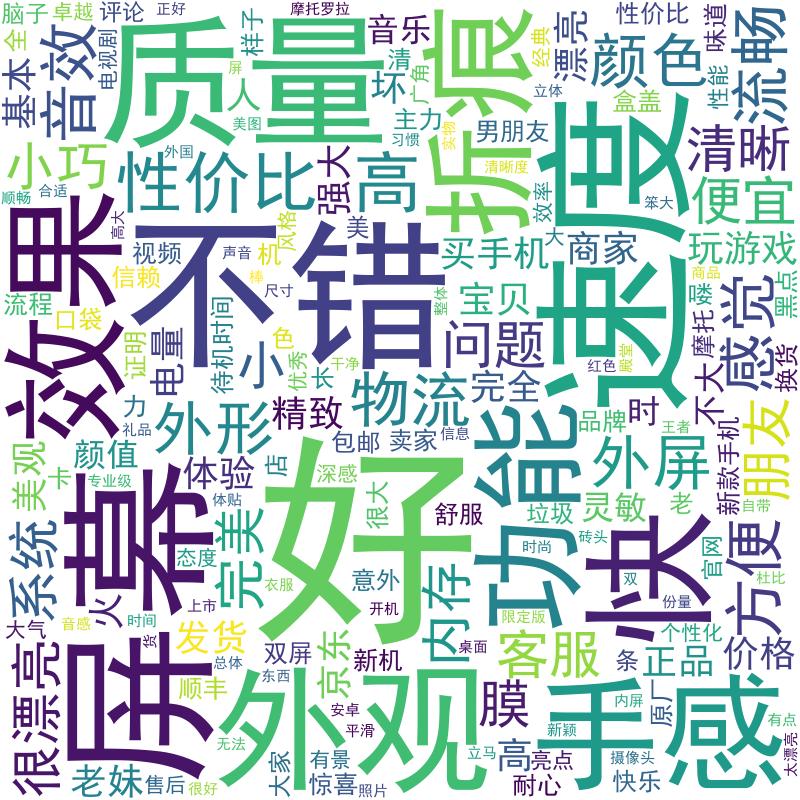 脑子
卓越
评论
正好
摩托罗拉
性价比
味道
全
基本
电视剧
音效
样子
质量
屏
人
美图
音乐
清
坏
广角
主力
习惯
折痕
经典
漂亮
立体
颜色
盒盖
性能
流畅
实物
男朋友
清晰度
速度
清晰
小巧
外国
性价比
强大
高
效率
笨大
便宜
顺畅
合适
高大
效果
不错
视频
声音
机
风格
美
买手机
大
商家
玩游戏
信赖
棒
尺寸
整体
宝贝
商品
摩托
黑点
流程
口袋
证明
电量
待机时间
小
色
优秀
长
干净
问题
感觉
红色
殿堂
不大
换货
力
礼品
外形
精致
物流
完全
功能
品牌
时
王者
朋友
美观
卡
颜值
专业级
体验
店
包邮
卖家
信息
深感
很大
外屏
新款手机
自带
屏幕
体贴
好
舒服
垃圾
灵敏
老
砖头
时尚
快
官网
方便
杜比
系统
态度
完美
衣服
意外
开机
内存
双
份量
大气
火
音感
上市
时间
货
发货
总体
双屏
京东
新机
桌面
限定版
客服
条
个性化
正品
价格
很漂亮
顺丰
东西
外观
安卓
平滑
膜
手感
新颖
内屏
原厂
有点
太漂亮
老妹
售后
很好
无法
大家
有景
惊喜
照片
立马
高
亮点
耐心
摄像头
快乐